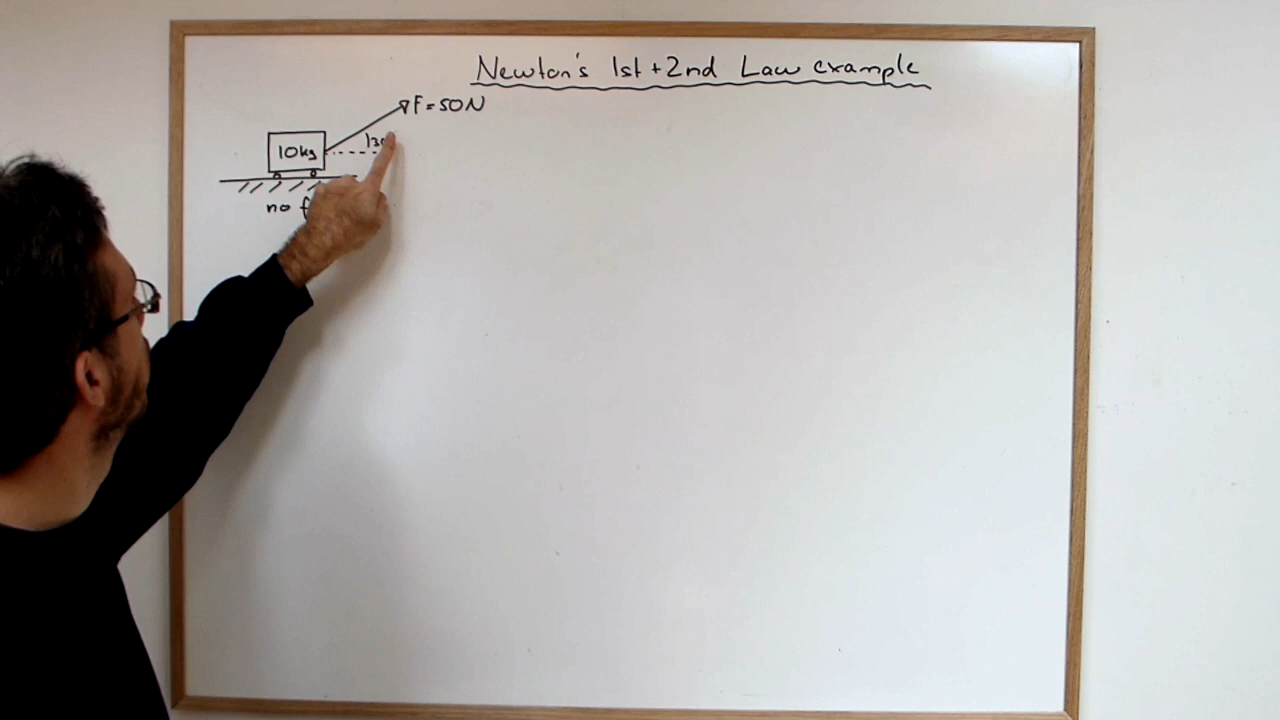 Newton's 1st + 2nd Law example
F = 50N
10kg
no